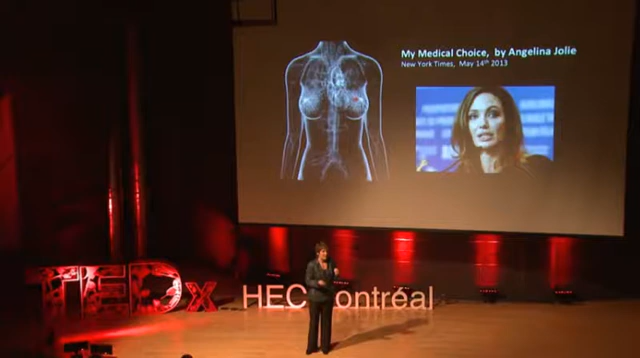 My Medical Choice, by Angelina Jolie
New York Times, May 14th 2013
TEDx
HEC Montréal